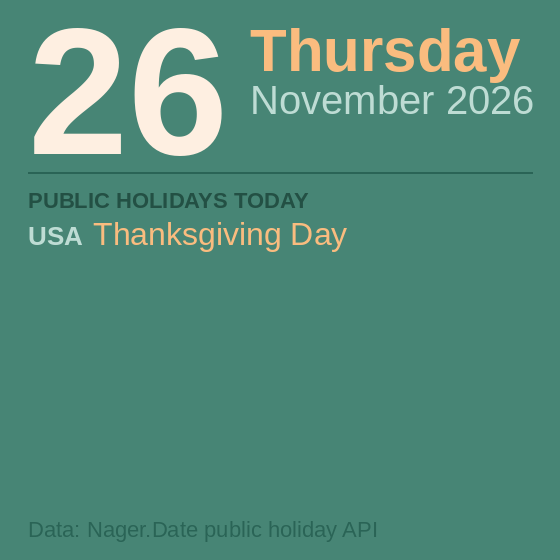 26
Thursday
November 2026
PUBLIC HOLIDAYS TODAY
USA Thanksgiving Day
Data: Nager.Date public holiday API